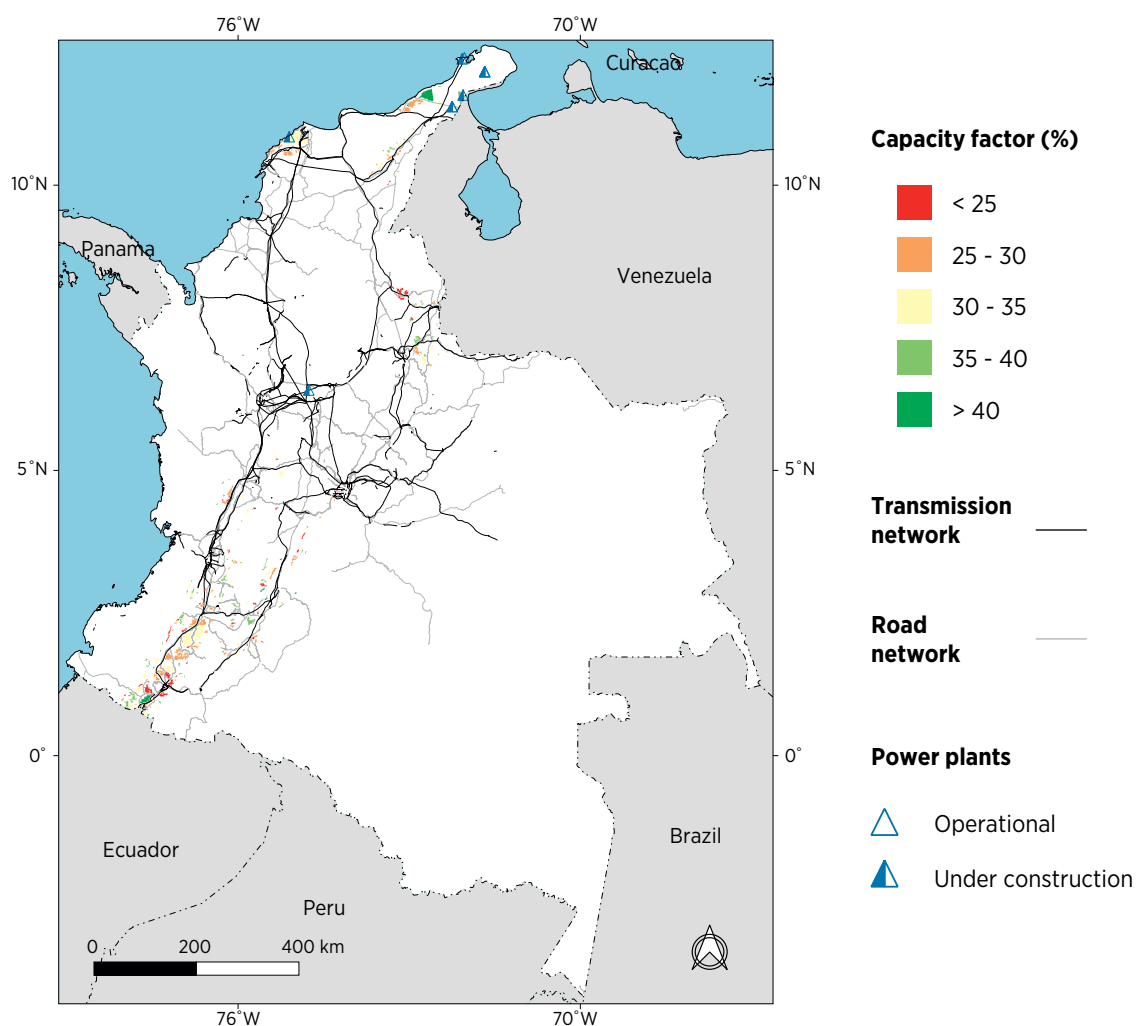 76˚W
70˚W
Curacao
10˚N
10˚N
Panama
Venezuela
5˚N
5˚N
0˚
0˚
Ecuador
Brazil
Peru
0
200
400 km
76˚W
70˚W
Capacity factor (%)
< 25
25 - 30
30 - 35
35 - 40
> 40
Transmission
network
Road
network
Power plants
Operational
Under construction